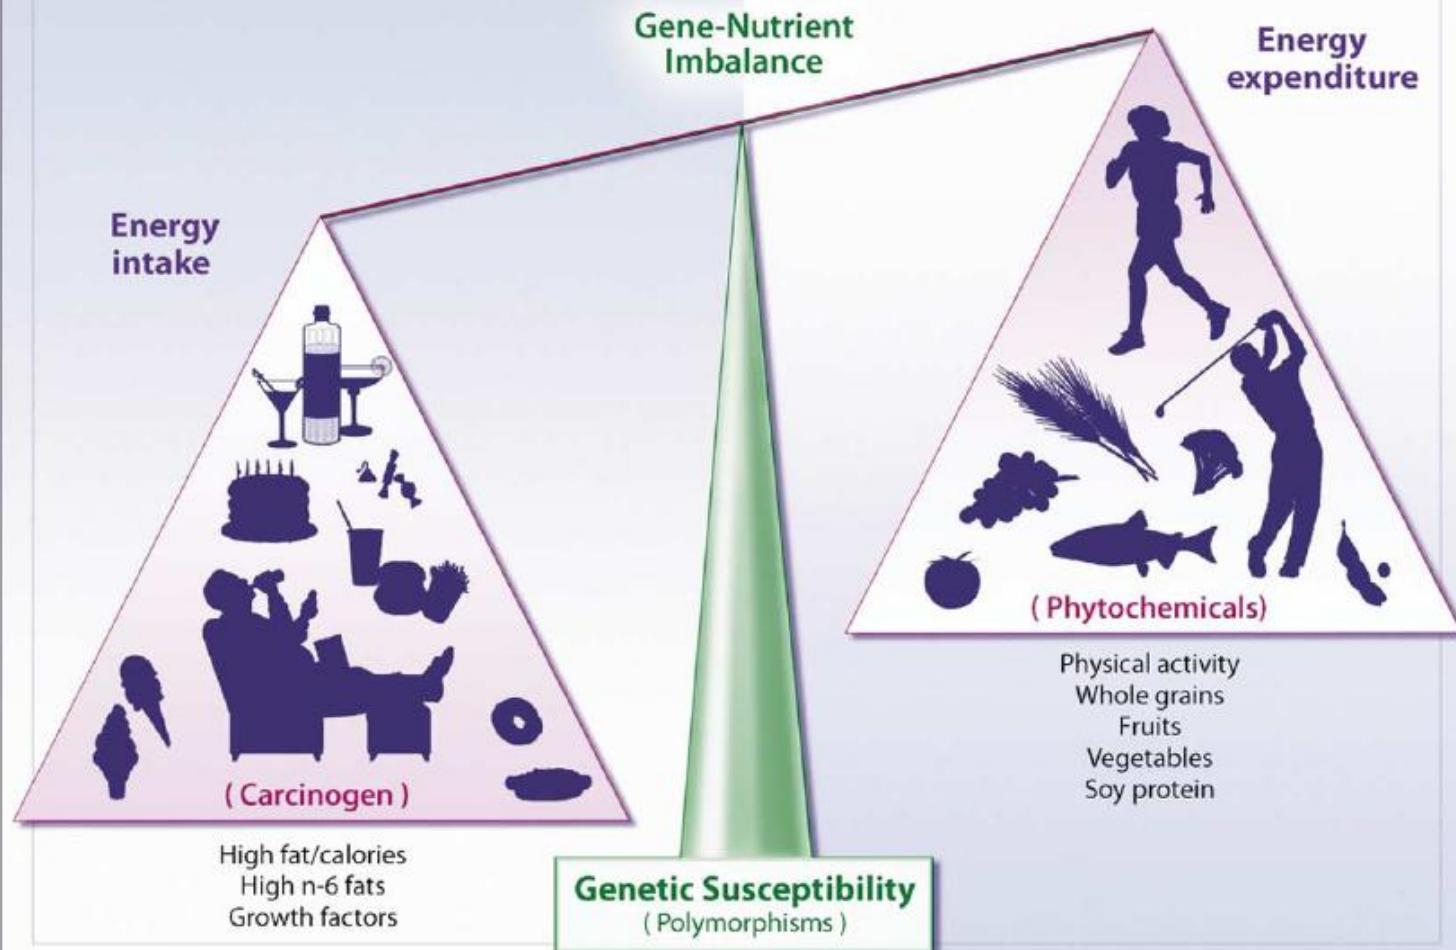 Gene-Nutrient
Imbalance
Energy
expenditure
Energy
intake
( Phytochemicals)
Physical activity
Whole grains
Fruits
Vegetables
Soy protein
( Carcinogen )
High fat/calories
High n-6 fats
Growth factors
Genetic Susceptibility
( Polymorphisms )